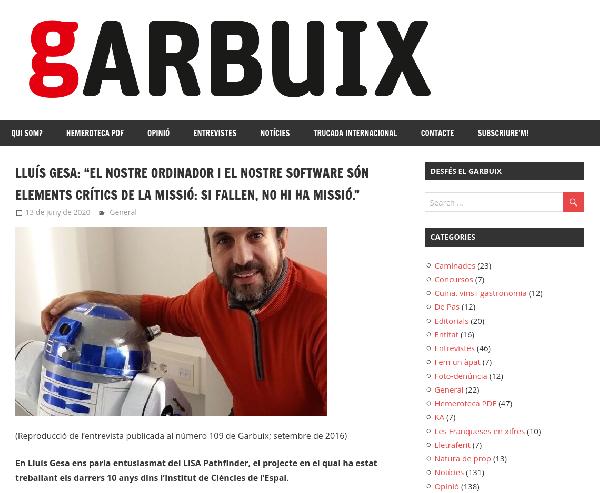 gARBUIX
QUI SOM?
HEMEROTECA PDF
OPINIÓ
ENTREVISTES
NOTÍCIES
TRUCADA INTERNACIONAL
CONTACTE
SUBSCRIURE'M!
LLUÍS GESA: “EL NOSTRE ORDINADOR I EL NOSTRE SOFTWARE SÓN
ELEMENTS CRÍTICS DE LA MISSIÓ: SI FALLEN, NO HI HA MISSIÓ.”
13 de juny de 2020 General
(Reproducció de l'entrevista publicada al número 109 de Garbuix; setembre de 2016)
En Lluís Gesa ens parla entusiasmat del LISA Pathfinder, el projecte en el qual ha estat
treballant els darrers 10 anys dins l'Institut de Ciències de l'Espai.
DESFÉS EL GARBUIX
Search ...
CATEGORIES
Caminades (23)
Concursos (7)
Cuina, vins i gastronomia (12)
De Pas (12)
Editorials (20)
Entitat (16)
Entrevistes (46)
Fem un àpat (7)
Foto-denúncia (12)
General (22)
Hemeroteca PDF (47)
KA (7)
Les Franqueses en xifres (10)
Lletraferit (7)
Natura de prop (13)
Notícies (131)
Opinió (138)